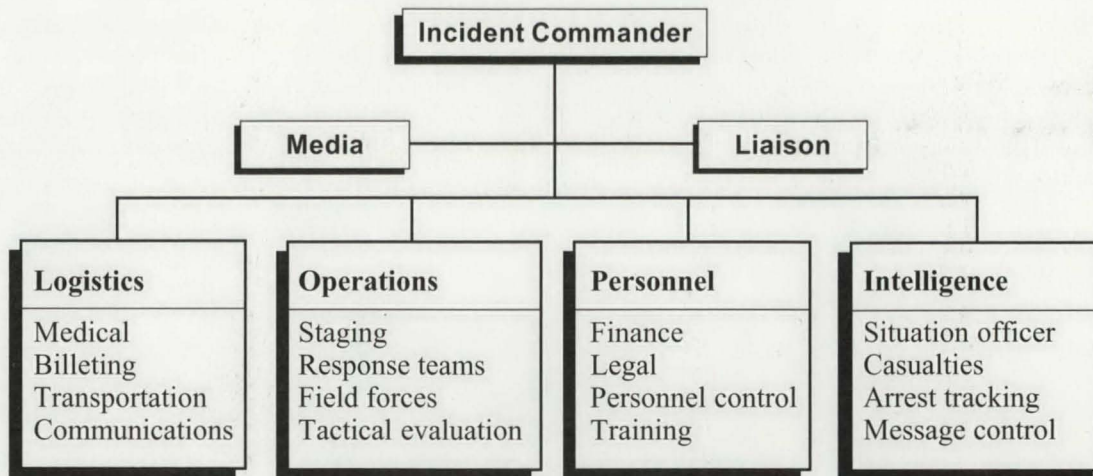 Incident Commander
Media
Liaison
Logistics
Medical
Billeting
Transportation
Communications
Operations
Staging
Response teams
Field forces
Tactical evaluation
Personnel
Finance
Legal
Personnel control
Training
Intelligence
Situation officer
Casualties
Arrest tracking
Message control